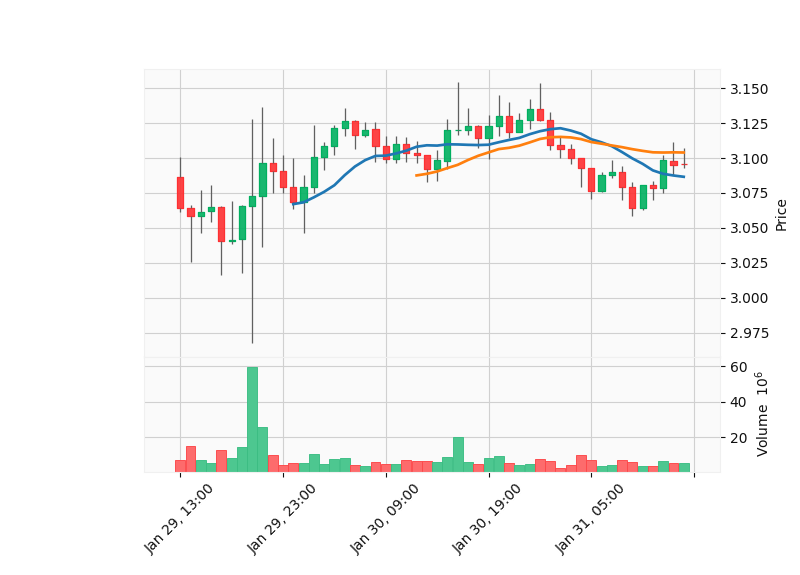 3.150
3.125
3.100
3.075
3.050
3.025
3.000
2.975
Price
60
40
20
Volume 10⁶
Jan 29, 13:00
Jan 29, 23:00
Jan 30, 09:00
Jan 30, 19:00
Jan 31, 05:00